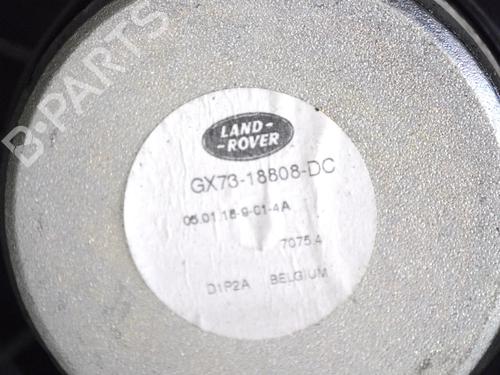 B-PARTS
LAND-
-ROVER
GX73-18808-DC
05.01.18-9-01-4A
7075.4
D1P2A BELGIUM